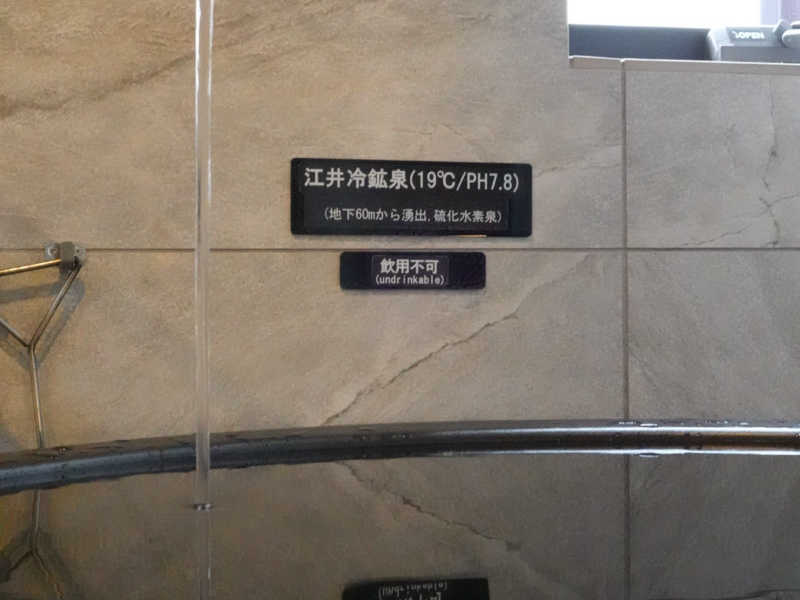 OPEN
江井冷鉱泉(19℃/PH7.8)
(地下60mから湧出.硫化水素泉)
飲用不可
(undrinkable)